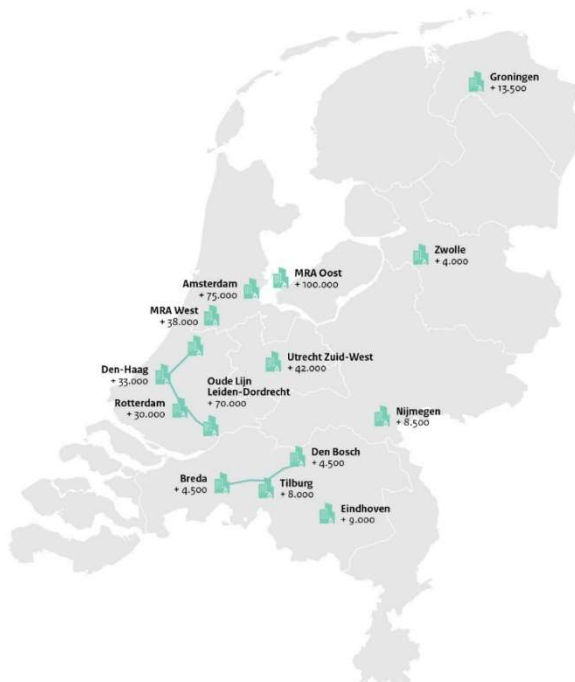 Groningen
+ 13.500
Zwolle
+ 4.000
MRA Oost
+ 100.000
Amsterdam
+ 75.000
MRA West
+ 38.000
Utrecht Zuid-West
+ 42.000
Den-Haag
+ 33.000
Oude Lijn
Leiden-Dordrecht
+ 70.000
Rotterdam
+ 30.000
Nijmegen
+ 8.500
Den Bosch
+ 4.500
Breda
+ 4.500
Tilburg
+ 8.000
Eindhoven
+ 9.000